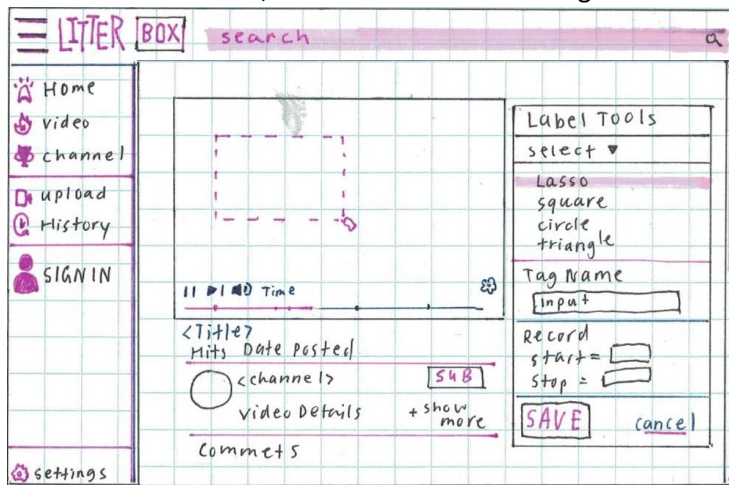 LITTER BOX search
Home
video
channel
upload
History
SIGN IN
settings
Time
<Title>
Hits Date Posted
<channel> SUB
Video Details + show more
Commets
Label Tools
select ▼
Lasso
square
circle
triangle
Tag Name
Input
Record
start =
stop =
SAVE cancel